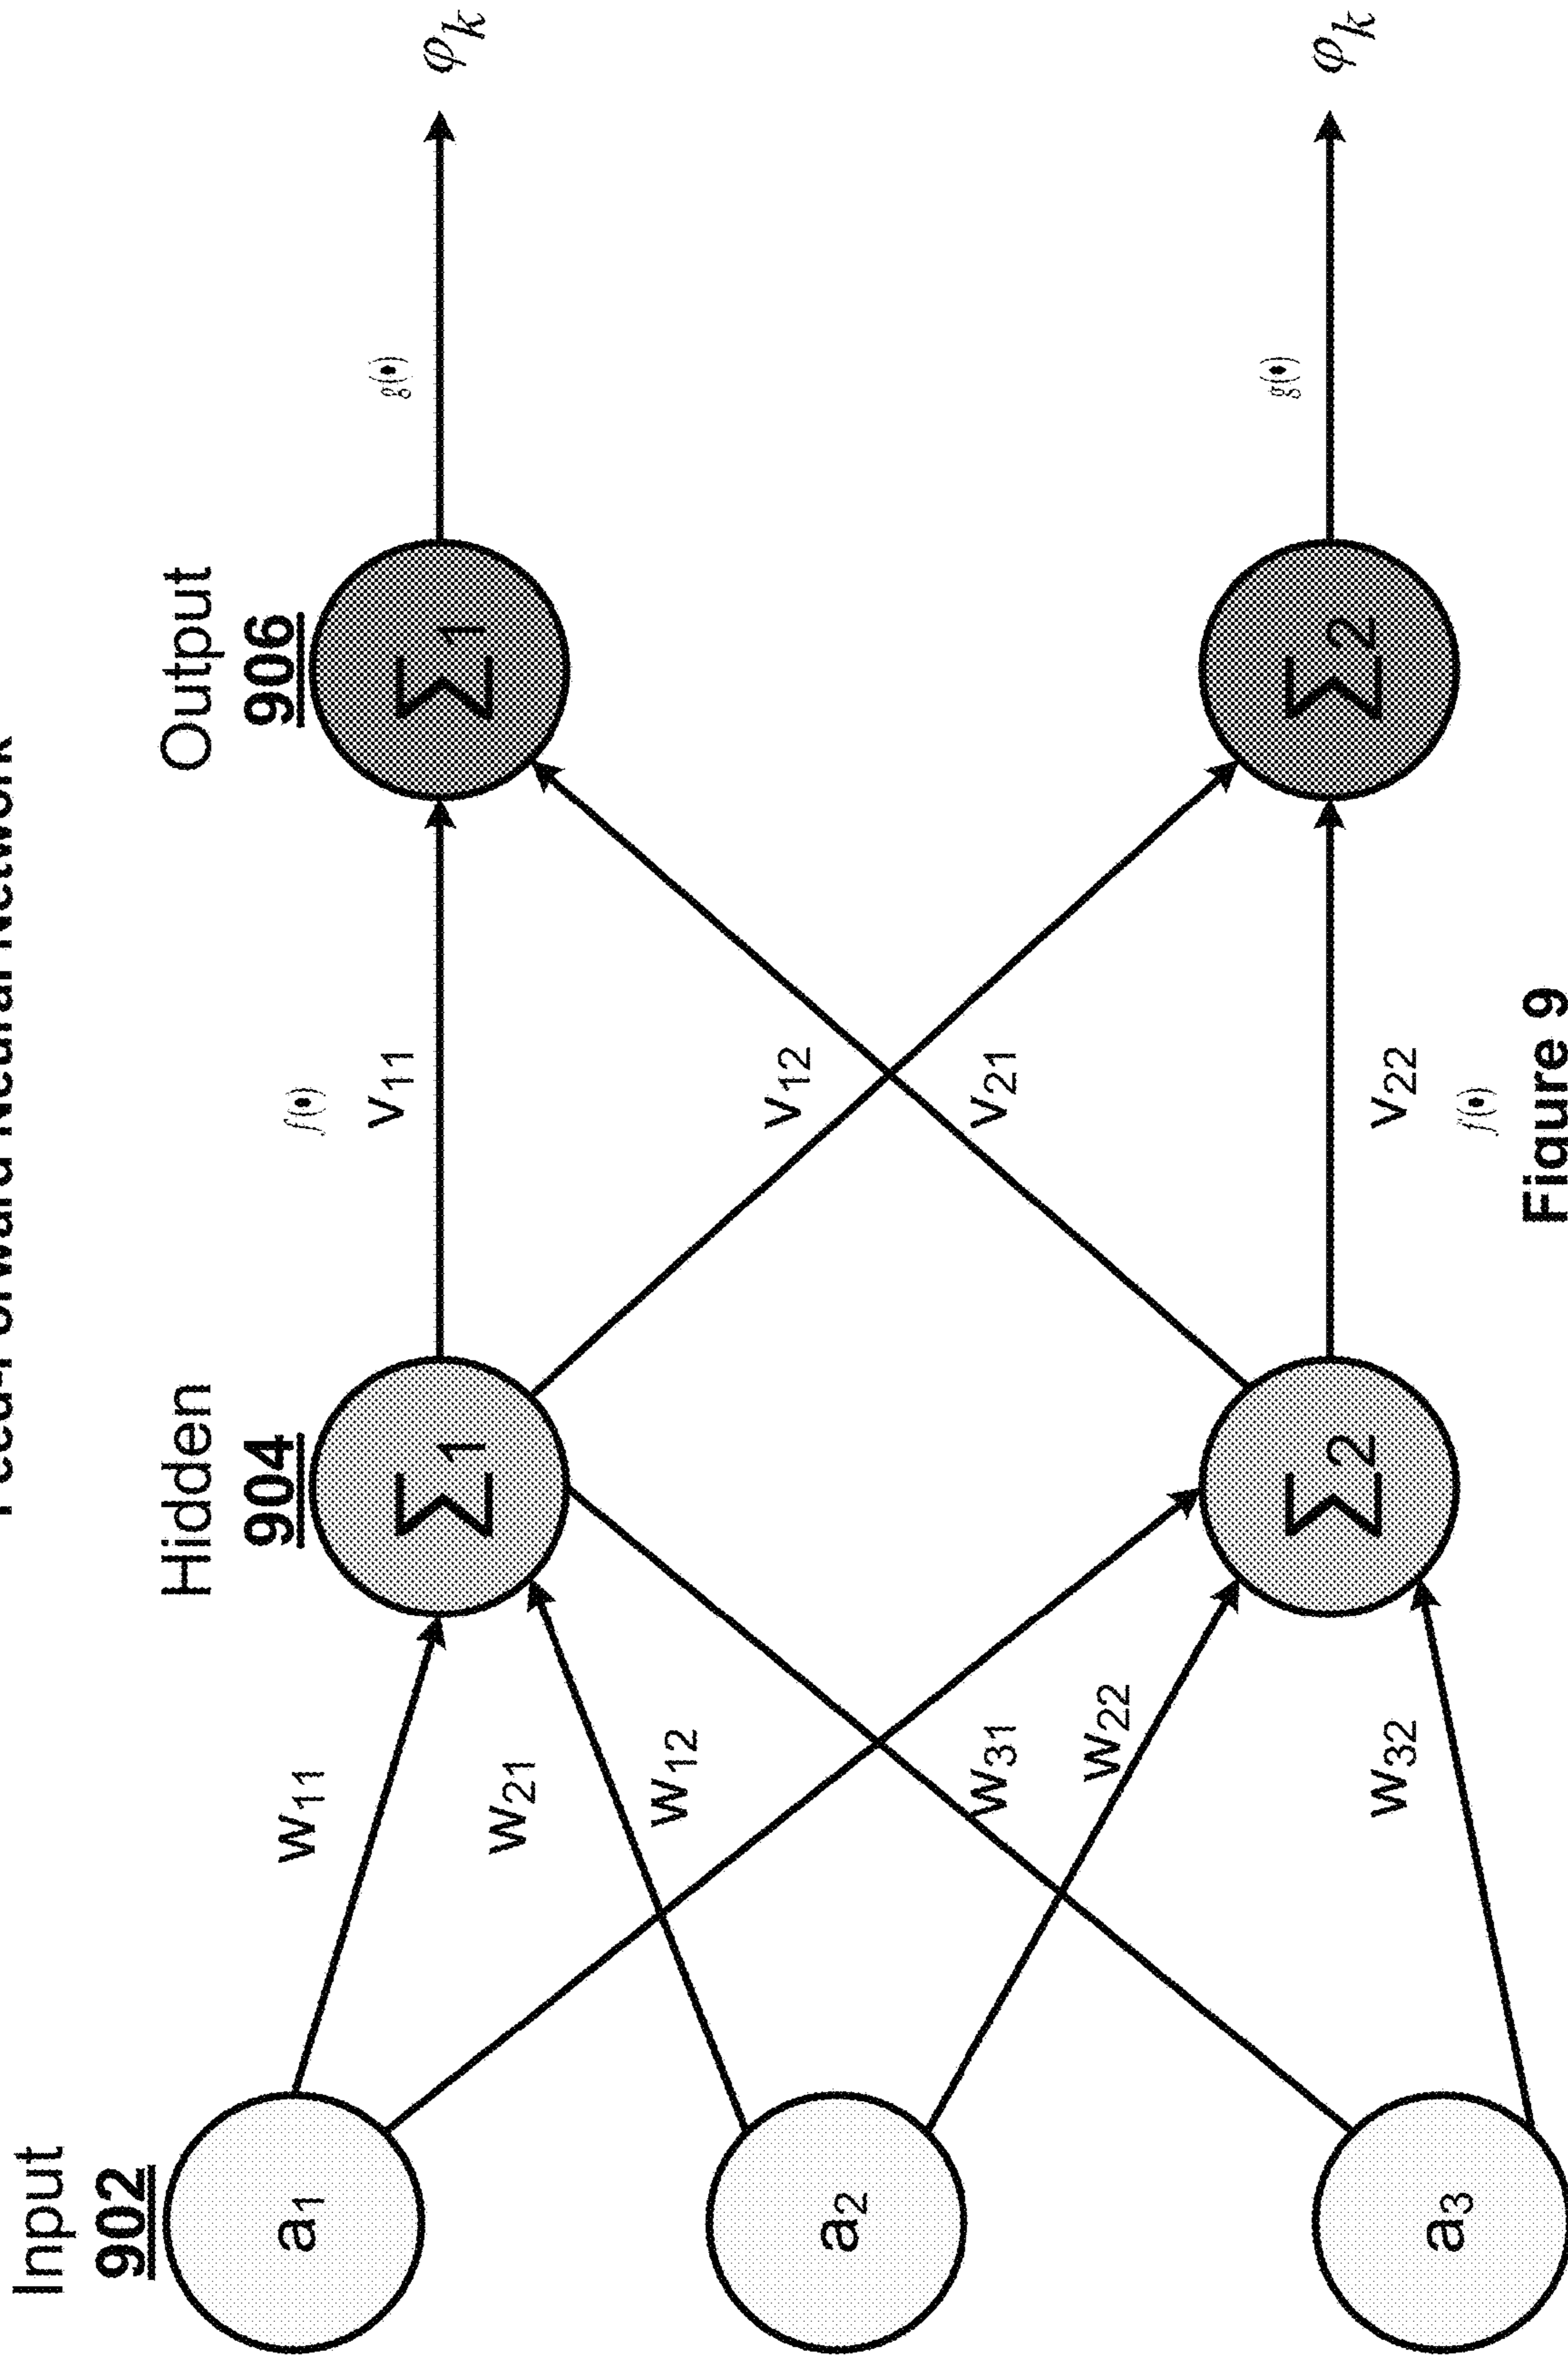 Feed-Forward Neural Network
Input
902
Hidden
904
Output
906
a1
a2
a3
w11
w21
w12
w31
w22
w32
Σ1
Σ2
f(•)
v11
v12
v21
v22
f(•)
Σ1
Σ2
g(•)
g(•)
φk
φk
Figure 9